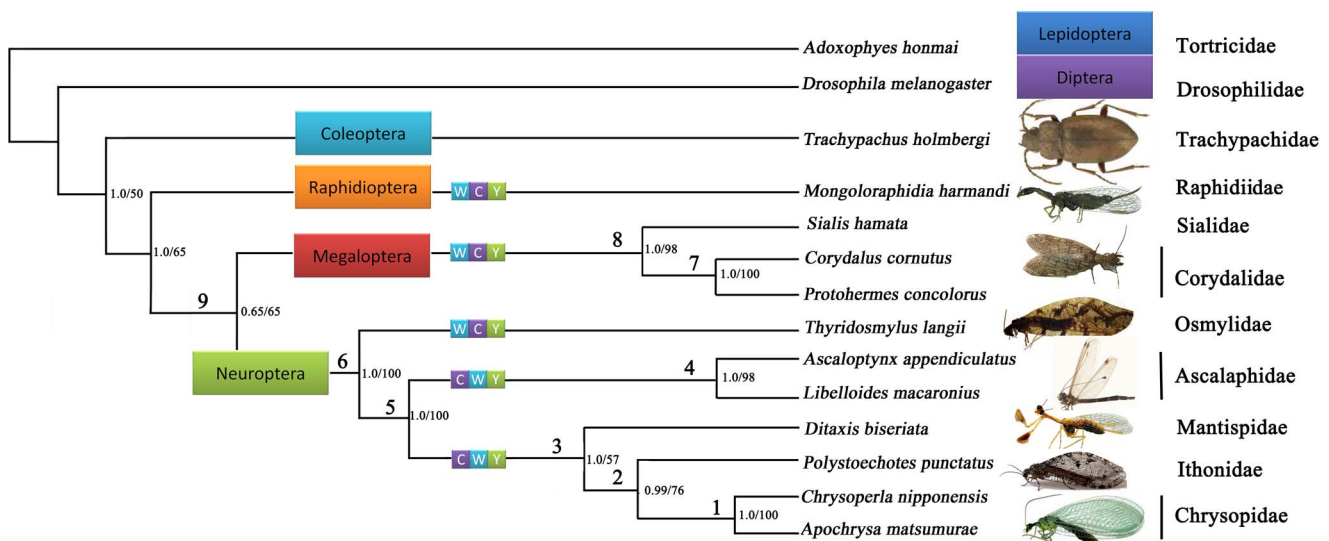 Adoxophyes honmai
Lepidoptera
Tortricidae
Drosophila melanogaster
Diptera
Drosophilidae
Coleoptera
Trachypachus holmbergi
Trachypachidae
1.0/50
Raphidioptera
W C Y
Mongoloraphidia harmandi
Raphidiidae
1.0/65
Sialis hamata
Sialidae
Megaloptera
W C Y
8
1.0/98
Corydalus cornutus
7
1.0/100
Corydalidae
Protohermes concolorus
9
0.65/65
W C Y
Thyridosmylus langii
Osmylidae
Neuroptera
6
1.0/100
Ascaloptynx appendiculatus
C W Y
4
1.0/98
Ascalaphidae
Libelloides macaronius
5
1.0/100
Ditaxis biseriata
Mantispidae
C W Y
3
1.0/57
Polystoechotes punctatus
Ithonidae
2
0.99/76
Chrysoperla nipponensis
1
1.0/100
Chrysopidae
Apochrysa matsumurae